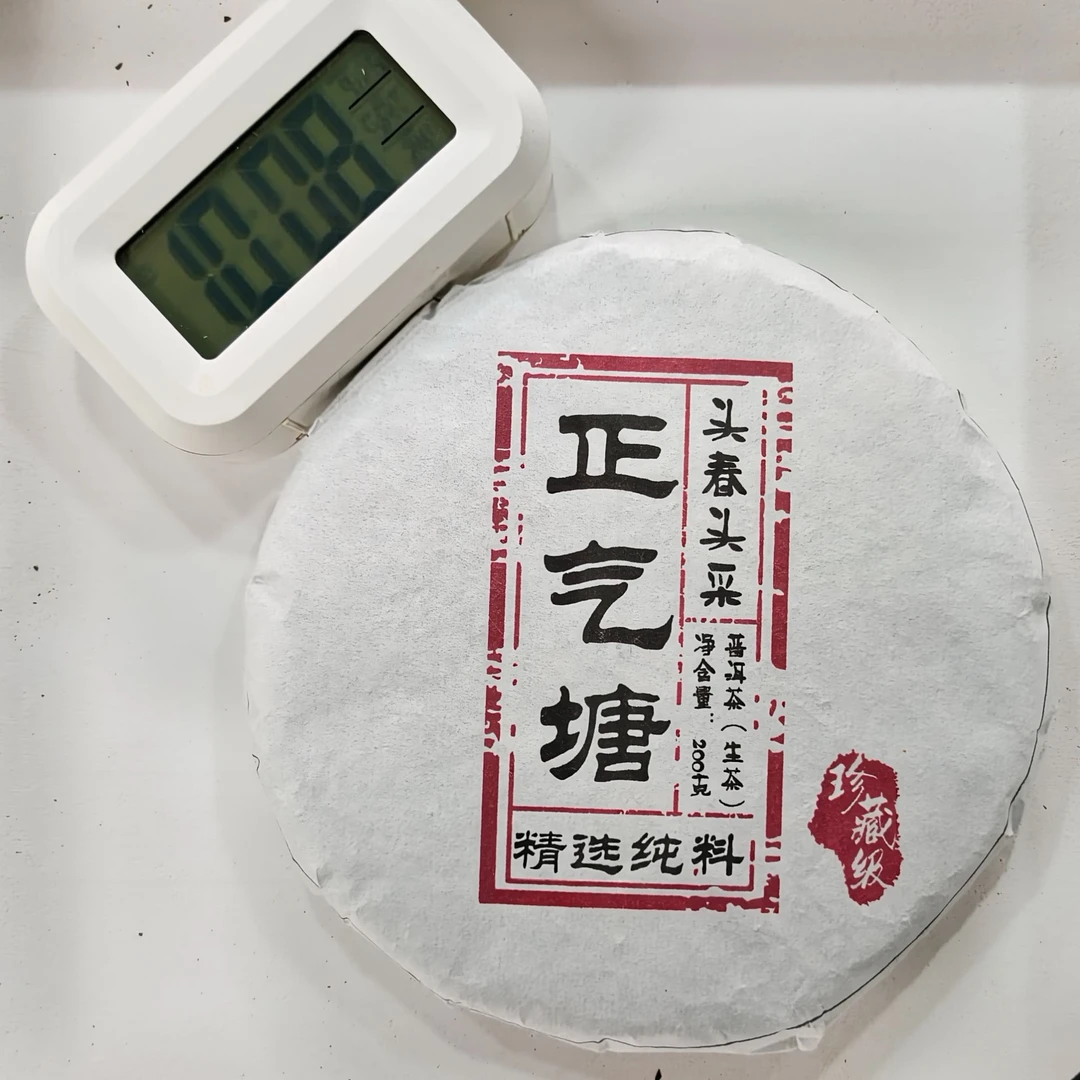 正气塘
头春头采
普洱茶（生茶）
净含量：200克
精选纯料
珍藏级